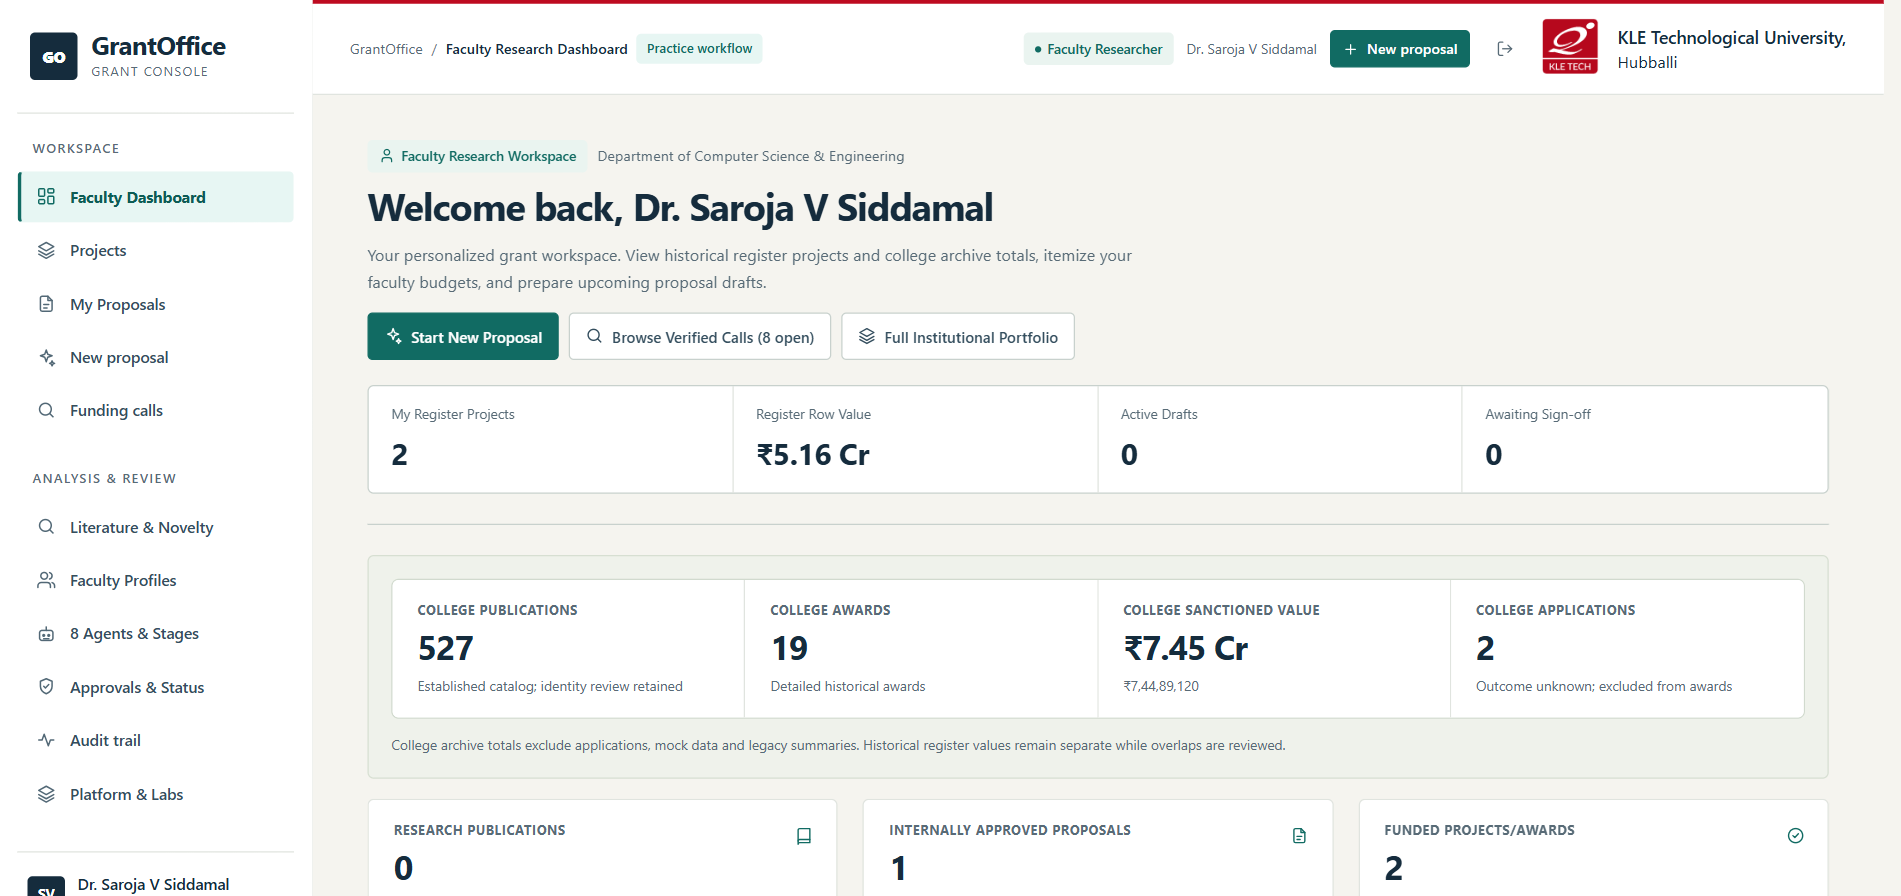 GO
GrantOffice
GRANT CONSOLE
WORKSPACE
Faculty Dashboard
Projects
My Proposals
New proposal
Funding calls
ANALYSIS & REVIEW
Literature & Novelty
Faculty Profiles
8 Agents & Stages
Approvals & Status
Audit trail
Platform & Labs
SV
Dr. Saroja V Siddamal
GrantOffice / Faculty Research Dashboard
Practice workflow
Faculty Researcher
Dr. Saroja V Siddamal
New proposal
KLE TECH
KLE Technological University,
Hubballi
Faculty Research Workspace
Department of Computer Science & Engineering
Welcome back, Dr. Saroja V Siddamal
Your personalized grant workspace. View historical register projects and college archive totals, itemize your
faculty budgets, and prepare upcoming proposal drafts.
Start New Proposal
Browse Verified Calls (8 open)
Full Institutional Portfolio
My Register Projects
2
Register Row Value
₹5.16 Cr
Active Drafts
0
Awaiting Sign-off
0
COLLEGE PUBLICATIONS
527
Established catalog; identity review retained
COLLEGE AWARDS
19
Detailed historical awards
COLLEGE SANCTIONED VALUE
₹7.45 Cr
₹7,44,89,120
COLLEGE APPLICATIONS
2
Outcome unknown; excluded from awards
College archive totals exclude applications, mock data and legacy summaries. Historical register values remain separate while overlaps are reviewed.
RESEARCH PUBLICATIONS
0
INTERNALLY APPROVED PROPOSALS
1
FUNDED PROJECTS/AWARDS
2